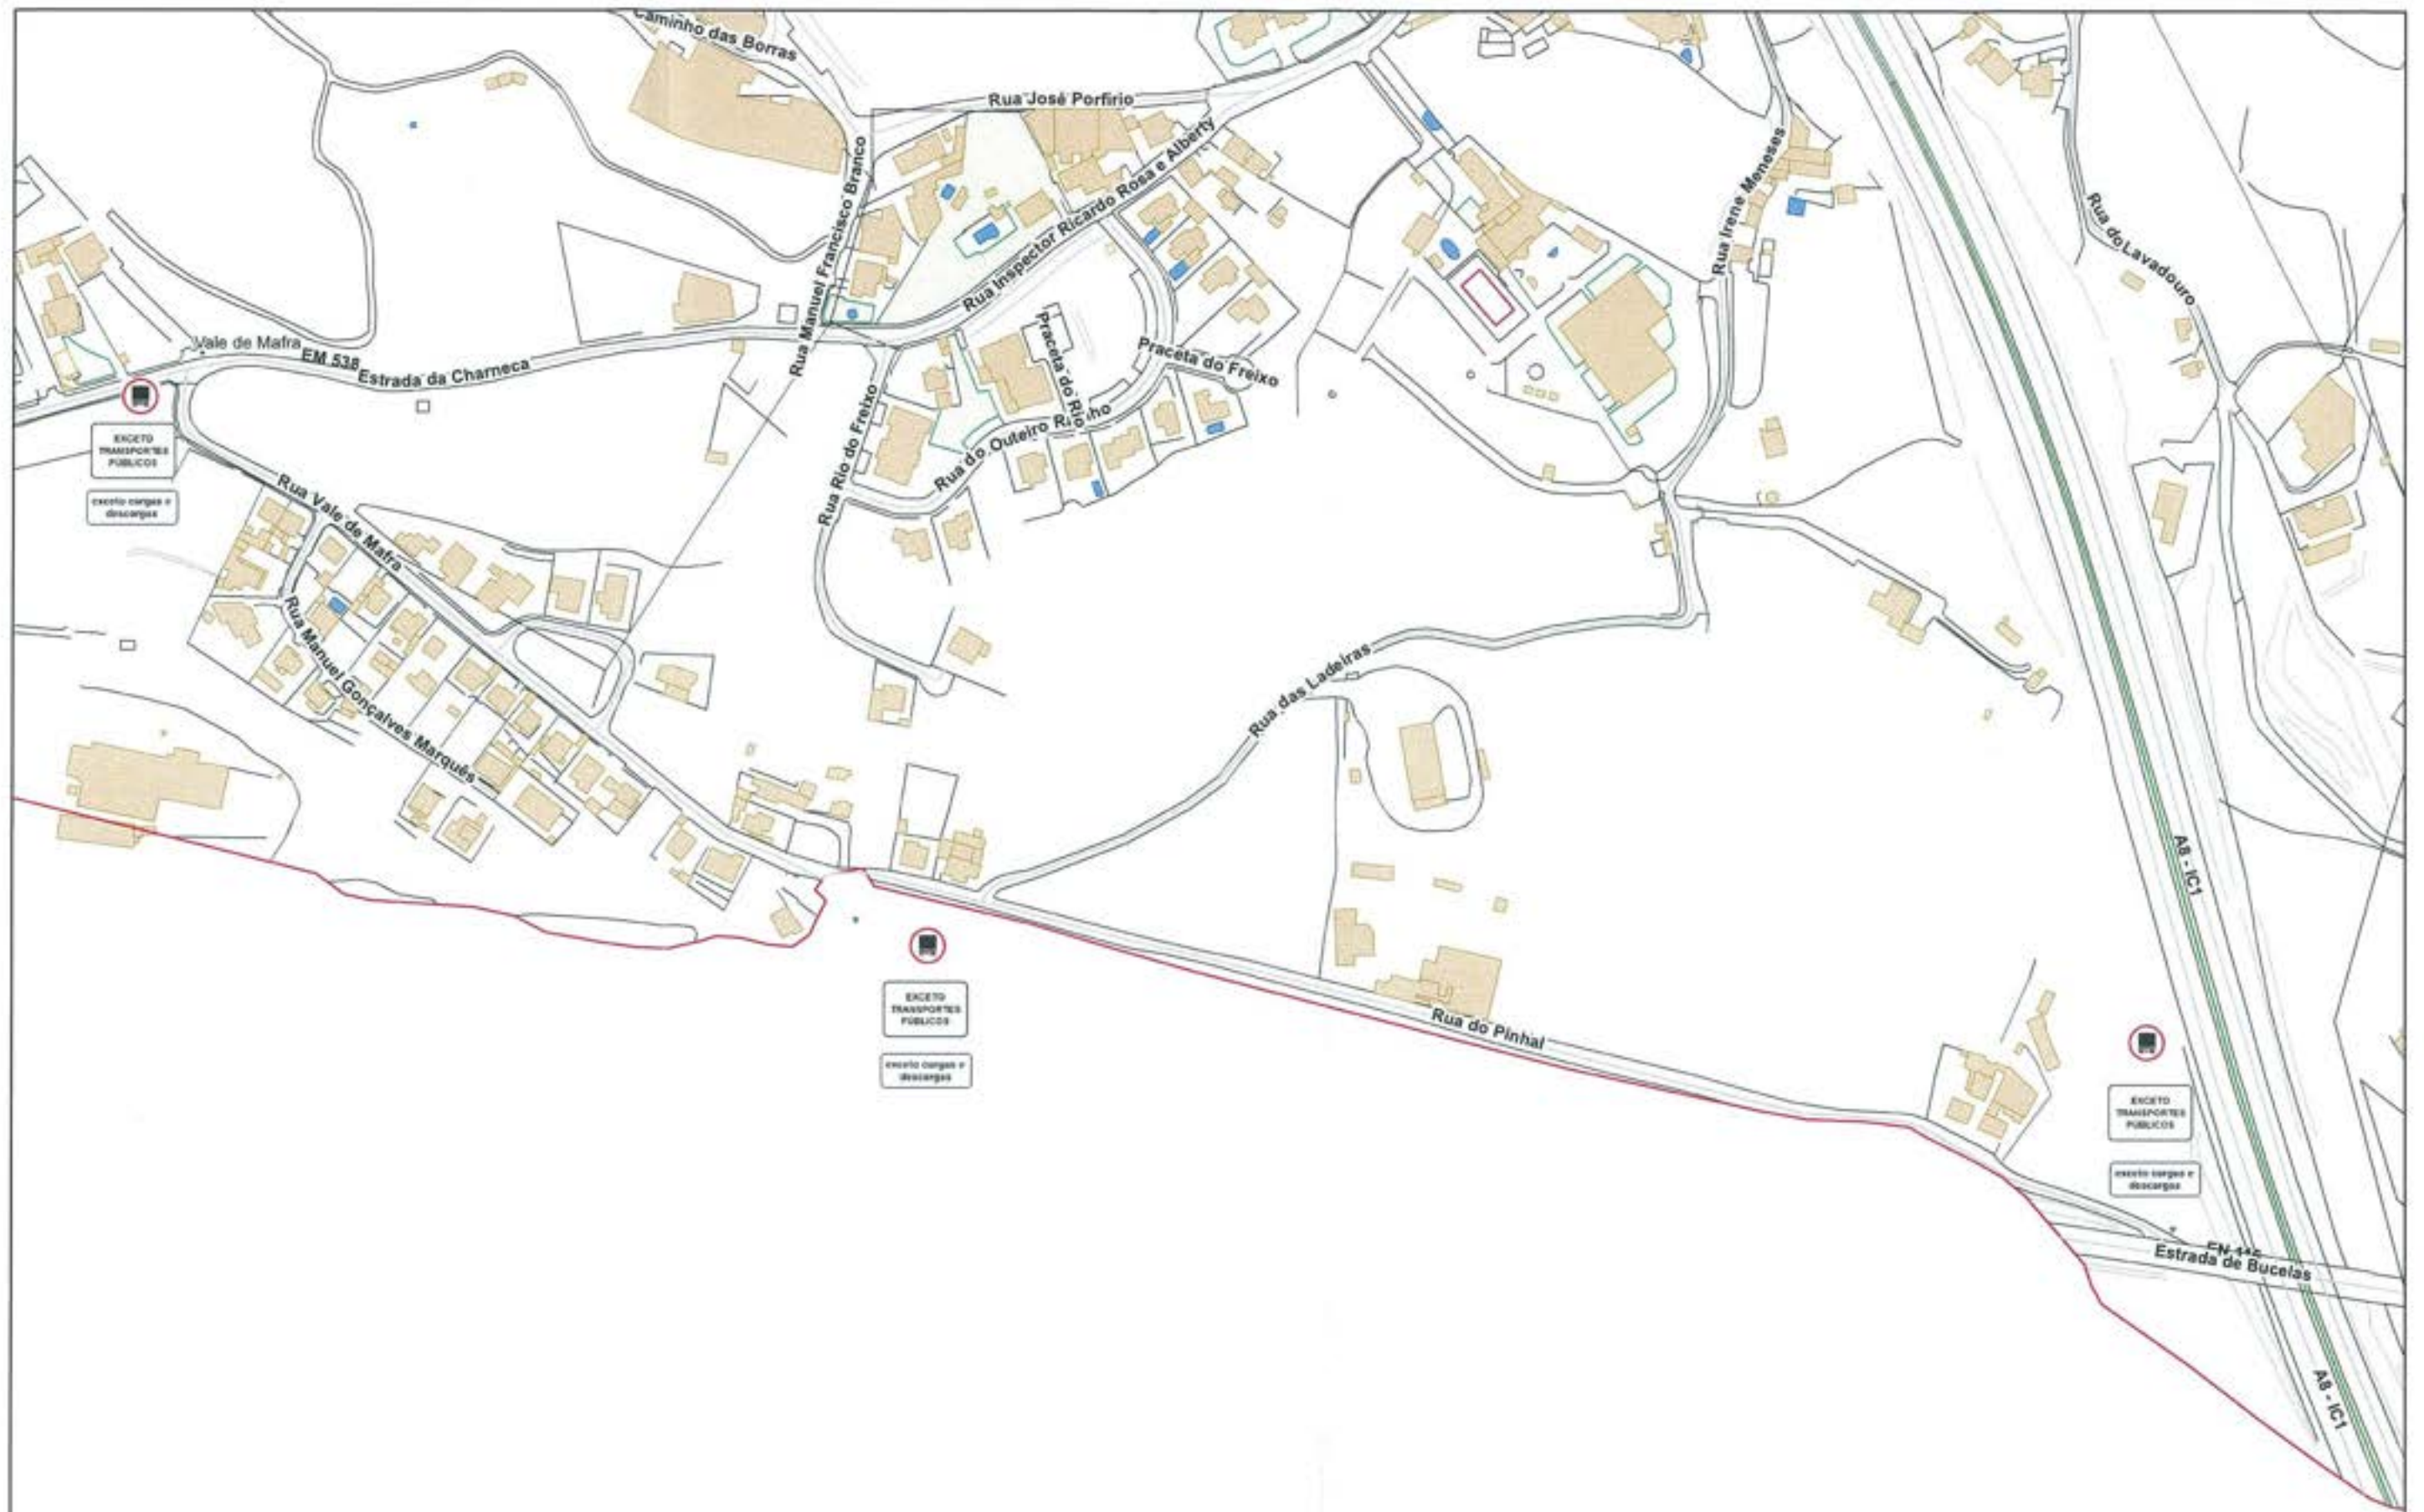 Caminho das Borras
Rua José Porfirio
Rua Manuel Francisco Branco
Rua Inspector Ricardo Rosa e Alberty
Rua Irene Meneses
Rua do Lavadouro
Vale de Mafra
EM 538
Estrada da Charneca
Praceta do Rio
Praceta do Freixo
EXCETO
TRANSPORTES
PÚBLICOS
exceto cargas e
descargas
Rua Rio do Freixo
Rua do Outeiro
Rua Vale de Mafra
Rua Manuel Gonçalves Marquês
Rua das Ladeiras
A8 - IC1
EXCETO
TRANSPORTES
PÚBLICOS
exceto cargas e
descargas
Rua do Pinhal
EXCETO
TRANSPORTES
PÚBLICOS
exceto cargas e
descargas
Estrada de Bucelas
A8 - IC1